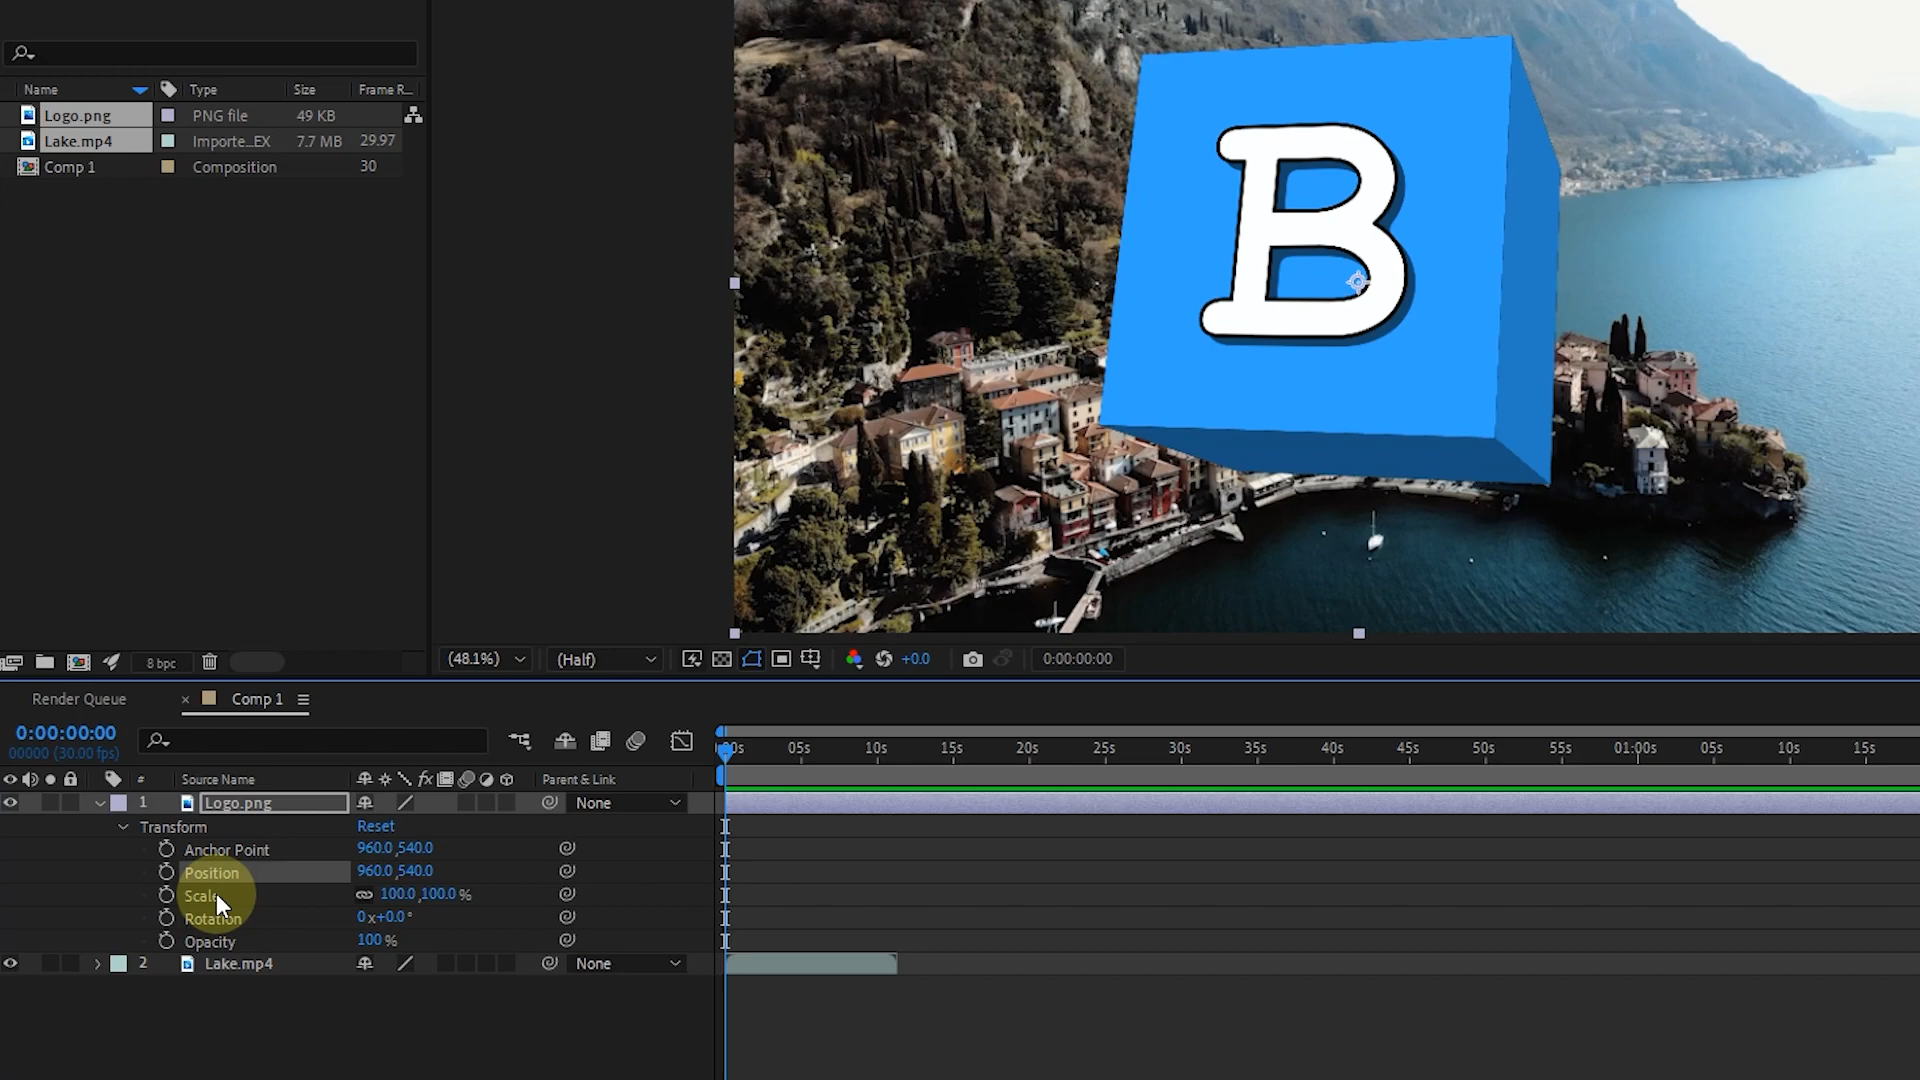 Name Type Size Frame R...
Logo.png PNG file 49 KB
Lake.mp4 Importe...EX 7.7 MB 29.97
Comp 1 Composition 30
B
8 bpc (48.1%) (Half) +0.0 0:00:00:00
Render Queue × Comp 1
0:00:00:00
00000 (30.00 fps)
00s 05s 10s 15s 20s 25s 30s 35s 40s 45s 50s 55s 01:00s 05s 10s 15s
# Source Name fx Parent & Link
1 Logo.png None
Transform Reset
Anchor Point 960.0,540.0
Position 960.0,540.0
Scale 100.0,100.0 %
Rotation 0 x+0.0 °
Opacity 100 %
2 Lake.mp4 None